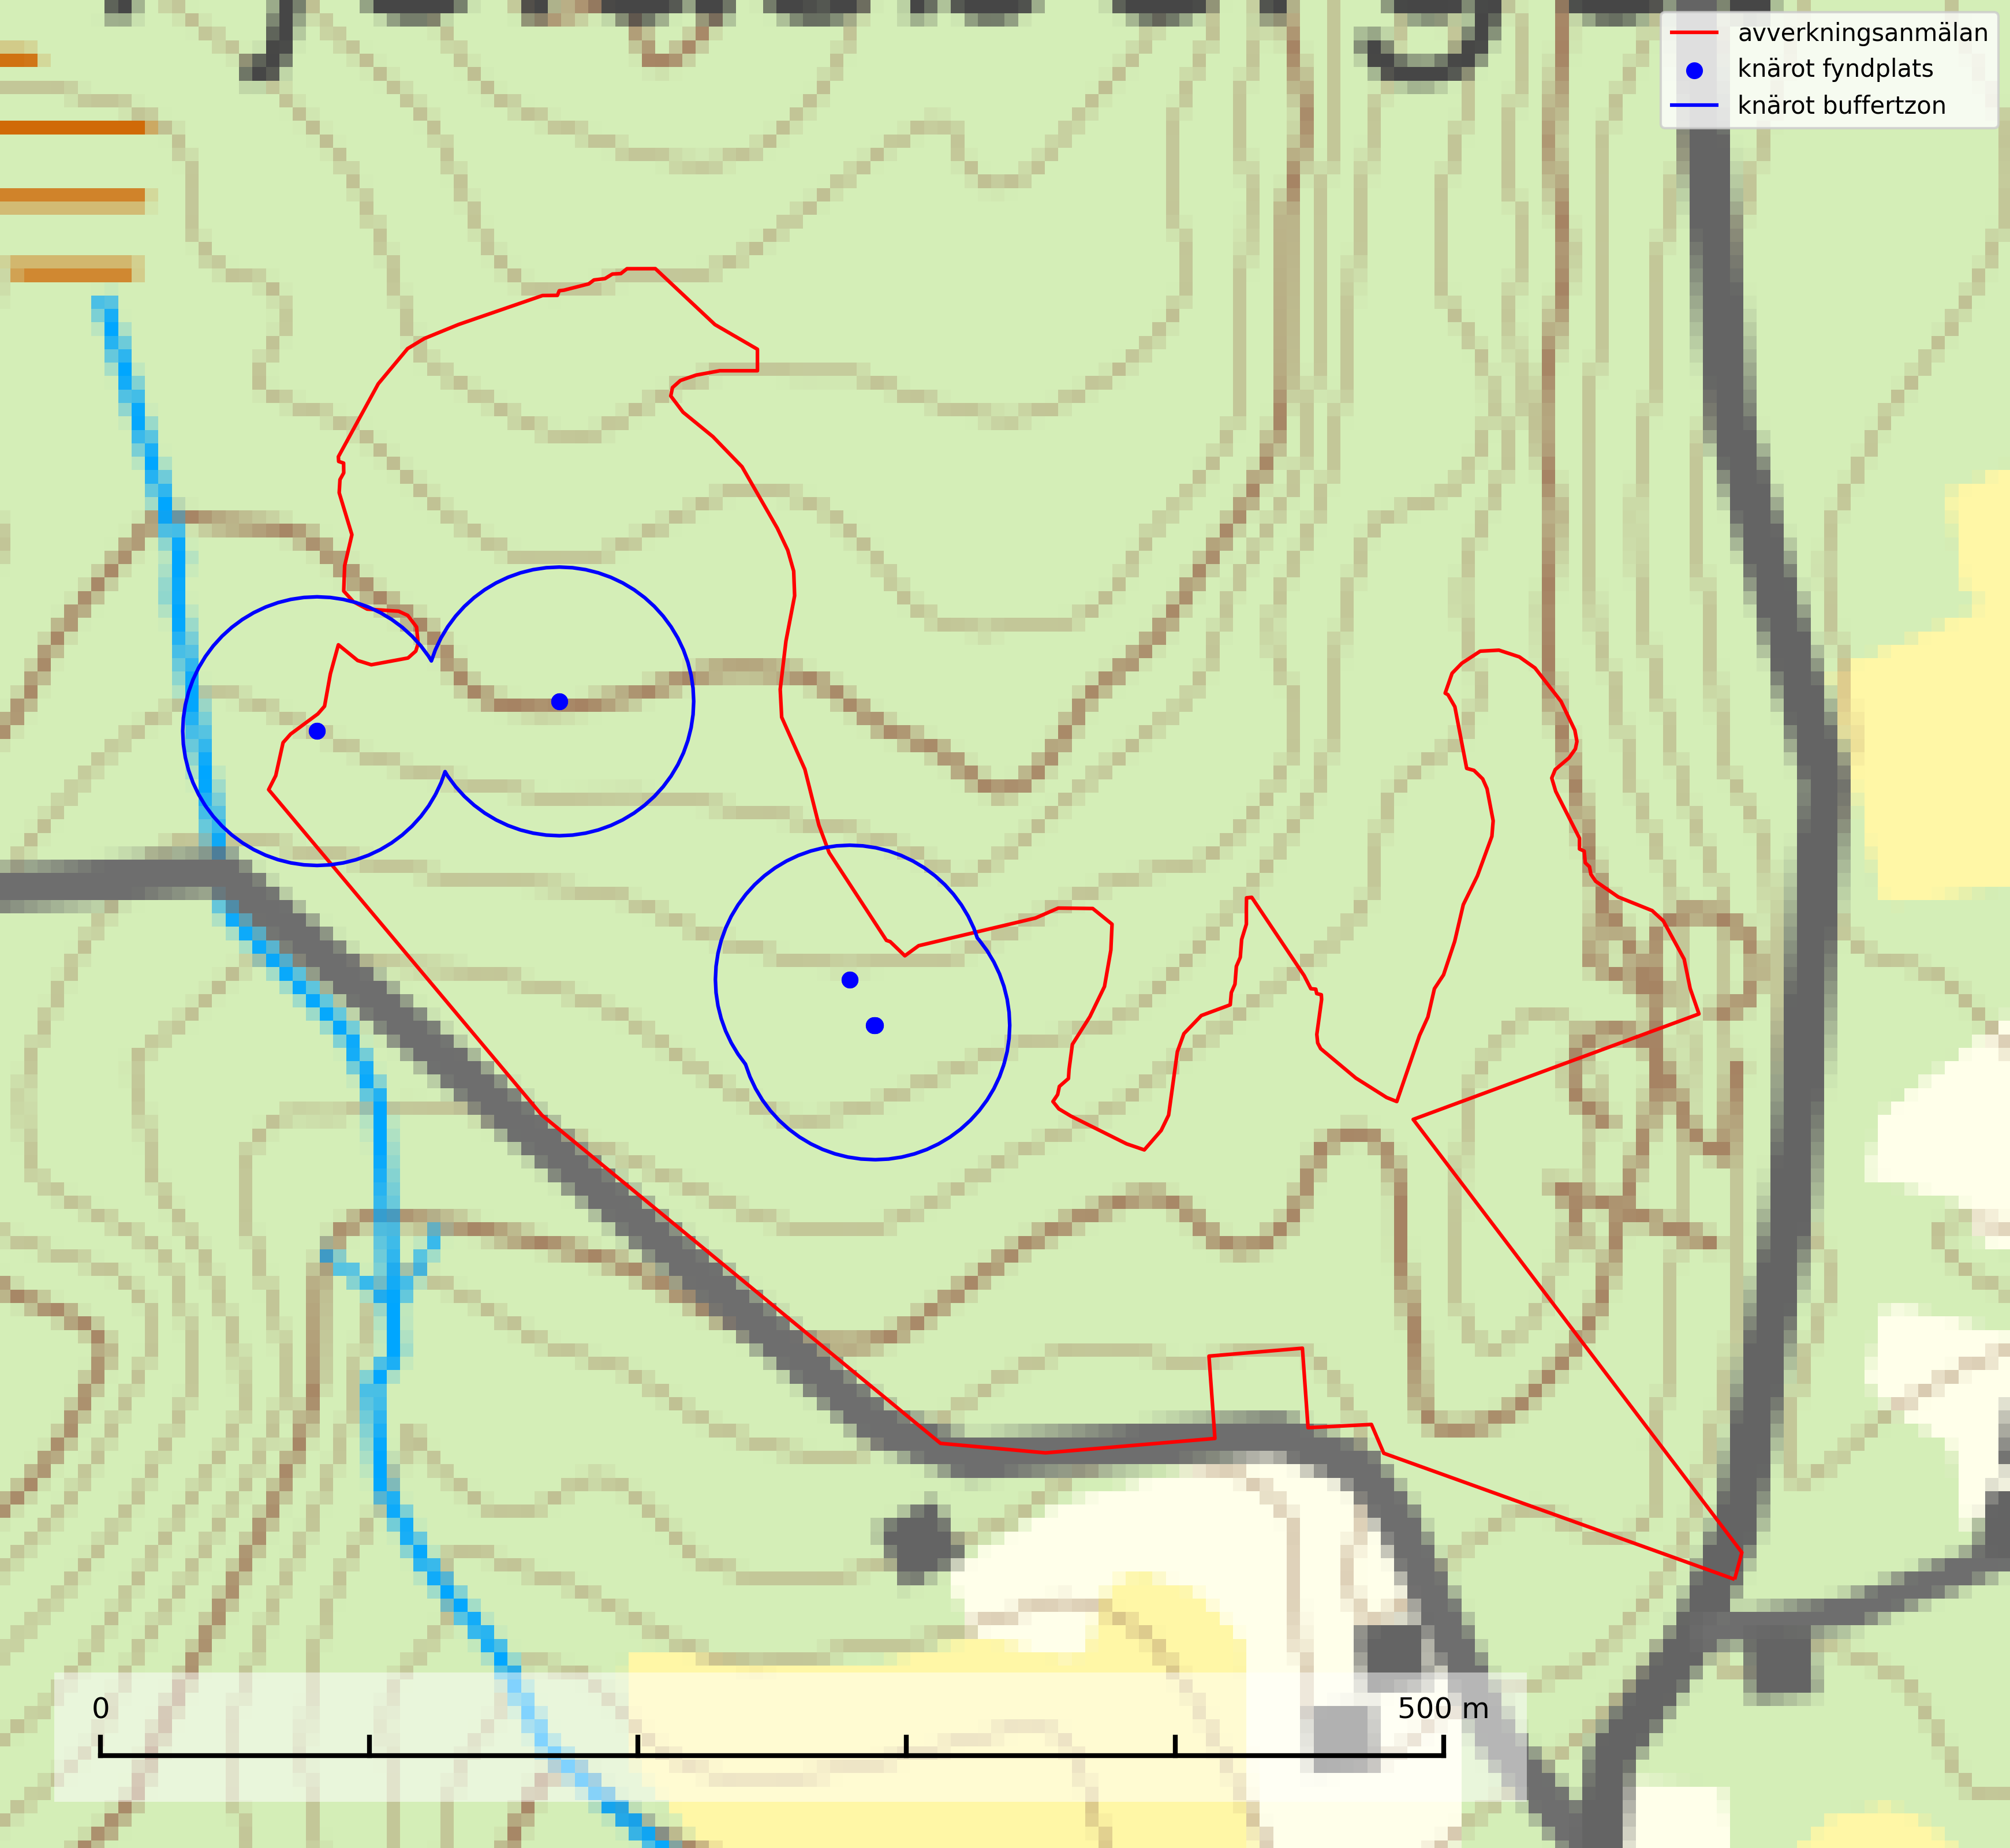 avverkningsanmälan
knärot fyndplats
knärot buffertzon
0
500 m